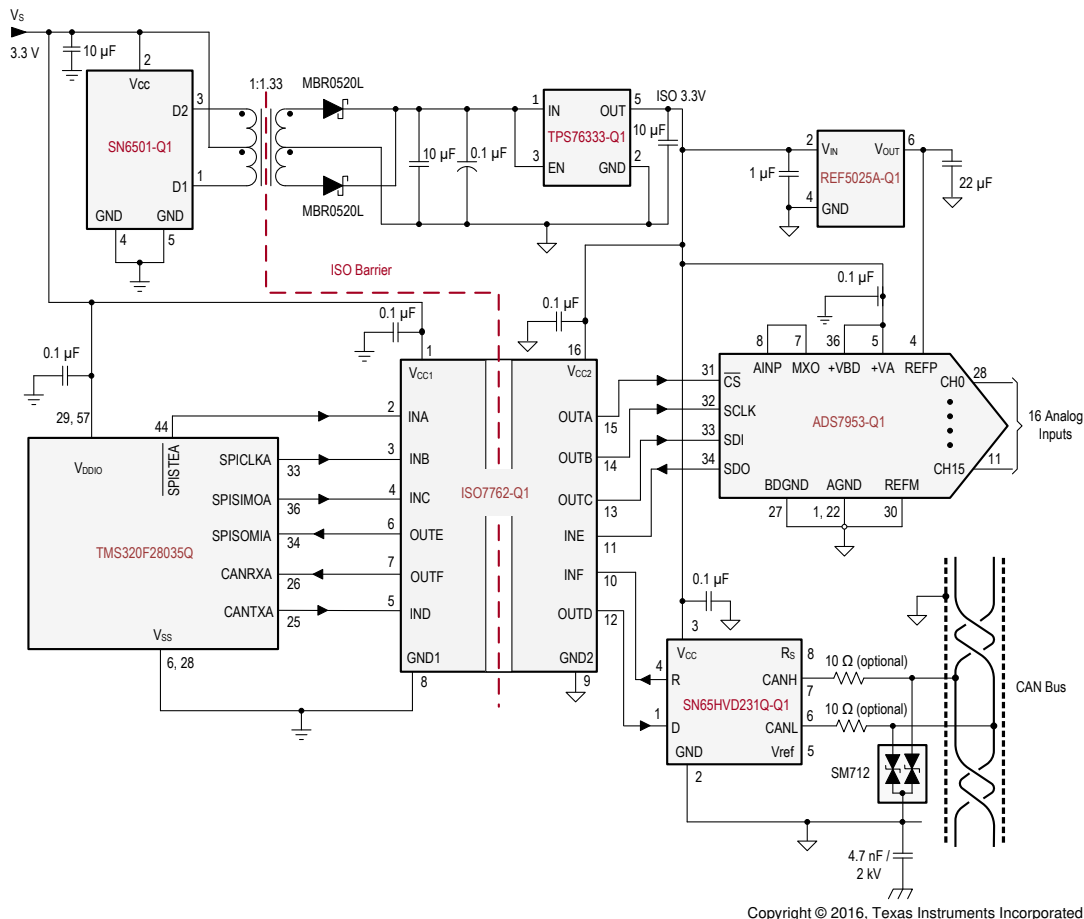 VS
3.3 V
10 µF
2
VCC
D2
3
SN6501-Q1
D1
1
GND
GND
4
5
1:1.33
MBR0520L
MBR0520L
10 µF
0.1 µF
1
IN
OUT
5
TPS76333-Q1
3
EN
GND
2
ISO 3.3V
10 µF
2
VIN
VOUT
6
REF5025A-Q1
1 µF
4
GND
22 µF
ISO Barrier
0.1 µF
0.1 µF
0.1 µF
0.1 µF
29, 57
VDDIO
44
SPISTEA
SPICLKA
33
SPISIMOA
36
TMS320F28035Q
SPISOMIA
34
CANRXA
26
CANTXA
25
VSS
6, 28
1
VCC1
16
VCC2
2
INA
OUTA
15
3
INB
OUTB
14
ISO7762-Q1
4
INC
OUTC
13
6
OUTE
INE
11
7
OUTF
INF
10
5
IND
OUTD
12
GND1
8
GND2
9
8
7
36
5
4
AINP
MXO
+VBD
+VA
REFP
31
CS
32
SCLK
33
SDI
34
SDO
ADS7953-Q1
CH0
28
16 Analog
Inputs
CH15
11
BDGND
AGND
REFM
27
1, 22
30
0.1 µF
3
VCC
RS
8
4
R
CANH
7
SN65HVD231Q-Q1
1
D
CANL
6
GND
Vref
5
2
10 Ω (optional)
10 Ω (optional)
SM712
CAN Bus
4.7 nF /
2 kV
Copyright © 2016, Texas Instruments Incorporated